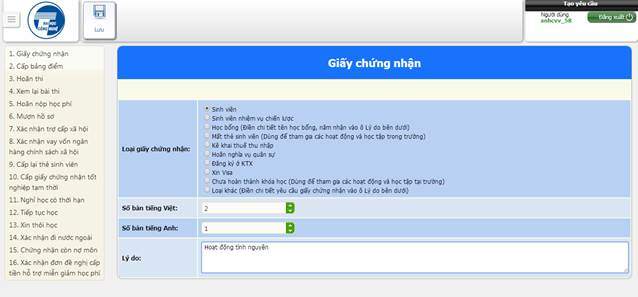 Lưu
Tạo yêu cầu
Người dùng
anhcvv_58
Đăng xuất
1. Giấy chứng nhận
2. Cấp bảng điểm
3. Hoãn thi
4. Xem lại bài thi
5. Hoãn nộp học phí
6. Mượn hồ sơ
7. Xác nhận trợ cấp xã hội
8. Xác nhận vay vốn ngân
hàng chính sách xã hội
9. Cấp lại thẻ sinh viên
10. Cấp giấy chứng nhận tốt
nghiệp tạm thời
11. Nghỉ học có thời hạn
12. Tiếp tục học
13. Xin thôi học
14. Xác nhận đi nước ngoài
15. Chứng nhận còn nợ môn
16. Xác nhận đơn đề nghị cấp
tiền hỗ trợ miễn giảm học phí
Giấy chứng nhận
Loại giấy chứng nhận:
Sinh viên
Sinh viên nhiệm vụ chiến lược
Học bổng (Điền chi tiết tên học bổng, năm nhận vào ô Lý do bên dưới)
Mất thẻ sinh viên (Dùng để tham gia các hoạt động và học tập trong trường)
Kê khai thuế thu nhập
Hoãn nghĩa vụ quân sự
Đăng ký ở KTX
Xin Visa
Chưa hoàn thành khóa học (Dùng để tham gia các hoạt động và học tập tại trường)
Loại khác (Điền chi tiết yêu cầu giấy chứng nhận vào ô Lý do bên dưới)
Số bản tiếng Việt:
2
Số bản tiếng Anh:
1
Lý do:
Hoạt động tình nguyện